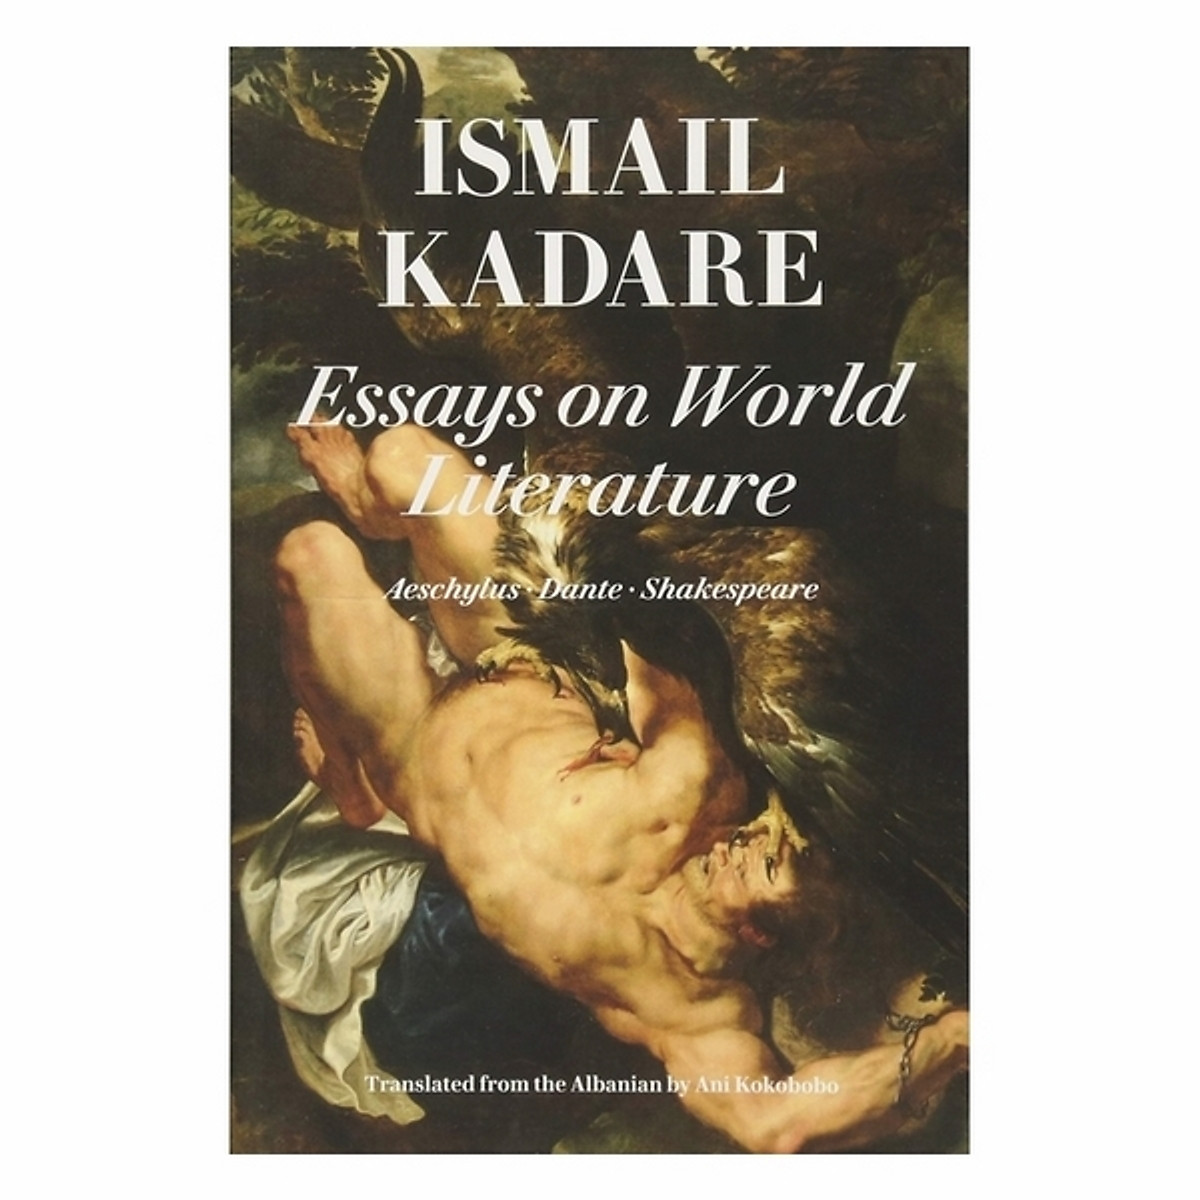 ISMAIL
KADARE
Essays on World
Literature
Aeschylus · Dante · Shakespeare
Translated from the Albanian by Ani Kokobobo